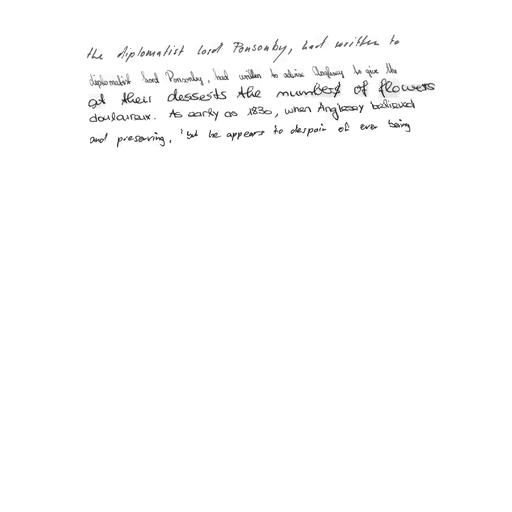 the diplomatist Lord Ponsonby, had written to
diplomatist Lord Ponsonby, had written to advise Anglesey to give the
at their desserts the numbers of flowers
douloureux. As early as 1830, when Anglesey believed
and preserving, 'but he appears to despair of ever being